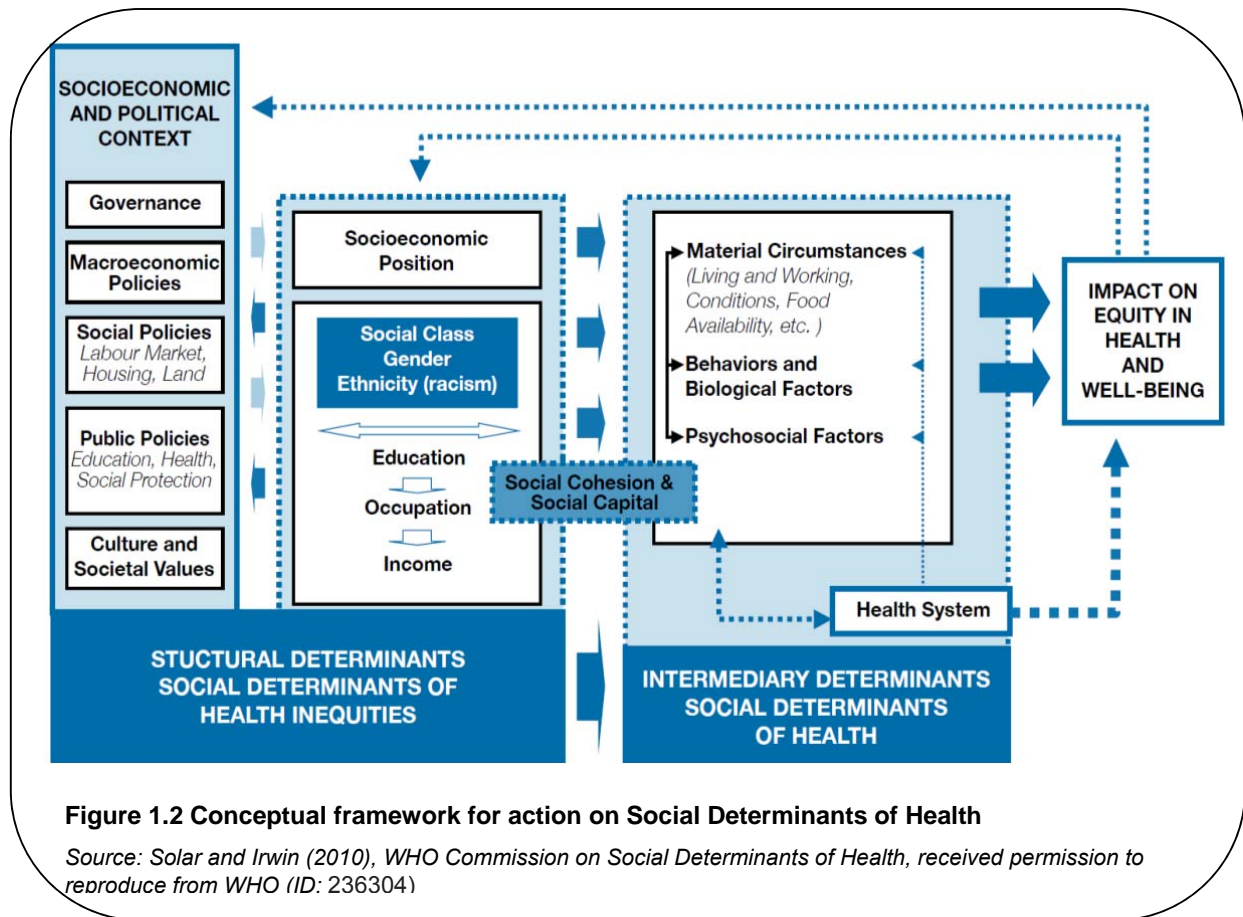 SOCIOECONOMIC
AND POLITICAL
CONTEXT
Governance
Macroeconomic
Policies
Social Policies
Labour Market,
Housing, Land
Public Policies
Education, Health,
Social Protection
Culture and
Societal Values
Socioeconomic
Position
Social Class
Gender
Ethnicity (racism)
Education
Occupation
Income
Social Cohesion &
Social Capital
Material Circumstances
(Living and Working,
Conditions, Food
Availability, etc. )
Behaviors and
Biological Factors
Psychosocial Factors
Health System
IMPACT ON
EQUITY IN
HEALTH
AND
WELL-BEING
STUCTURAL DETERMINANTS
SOCIAL DETERMINANTS OF
HEALTH INEQUITIES
INTERMEDIARY DETERMINANTS
SOCIAL DETERMINANTS
OF HEALTH
Figure 1.2 Conceptual framework for action on Social Determinants of Health
Source: Solar and Irwin (2010), WHO Commission on Social Determinants of Health, received permission to
reproduce from WHO (ID: 236304)